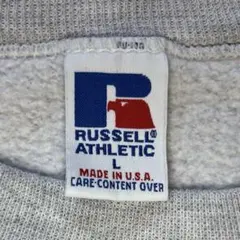 RUSSELL®
ATHLETIC
L
MADE IN U.S.A.
CARE-CONTENT OVER